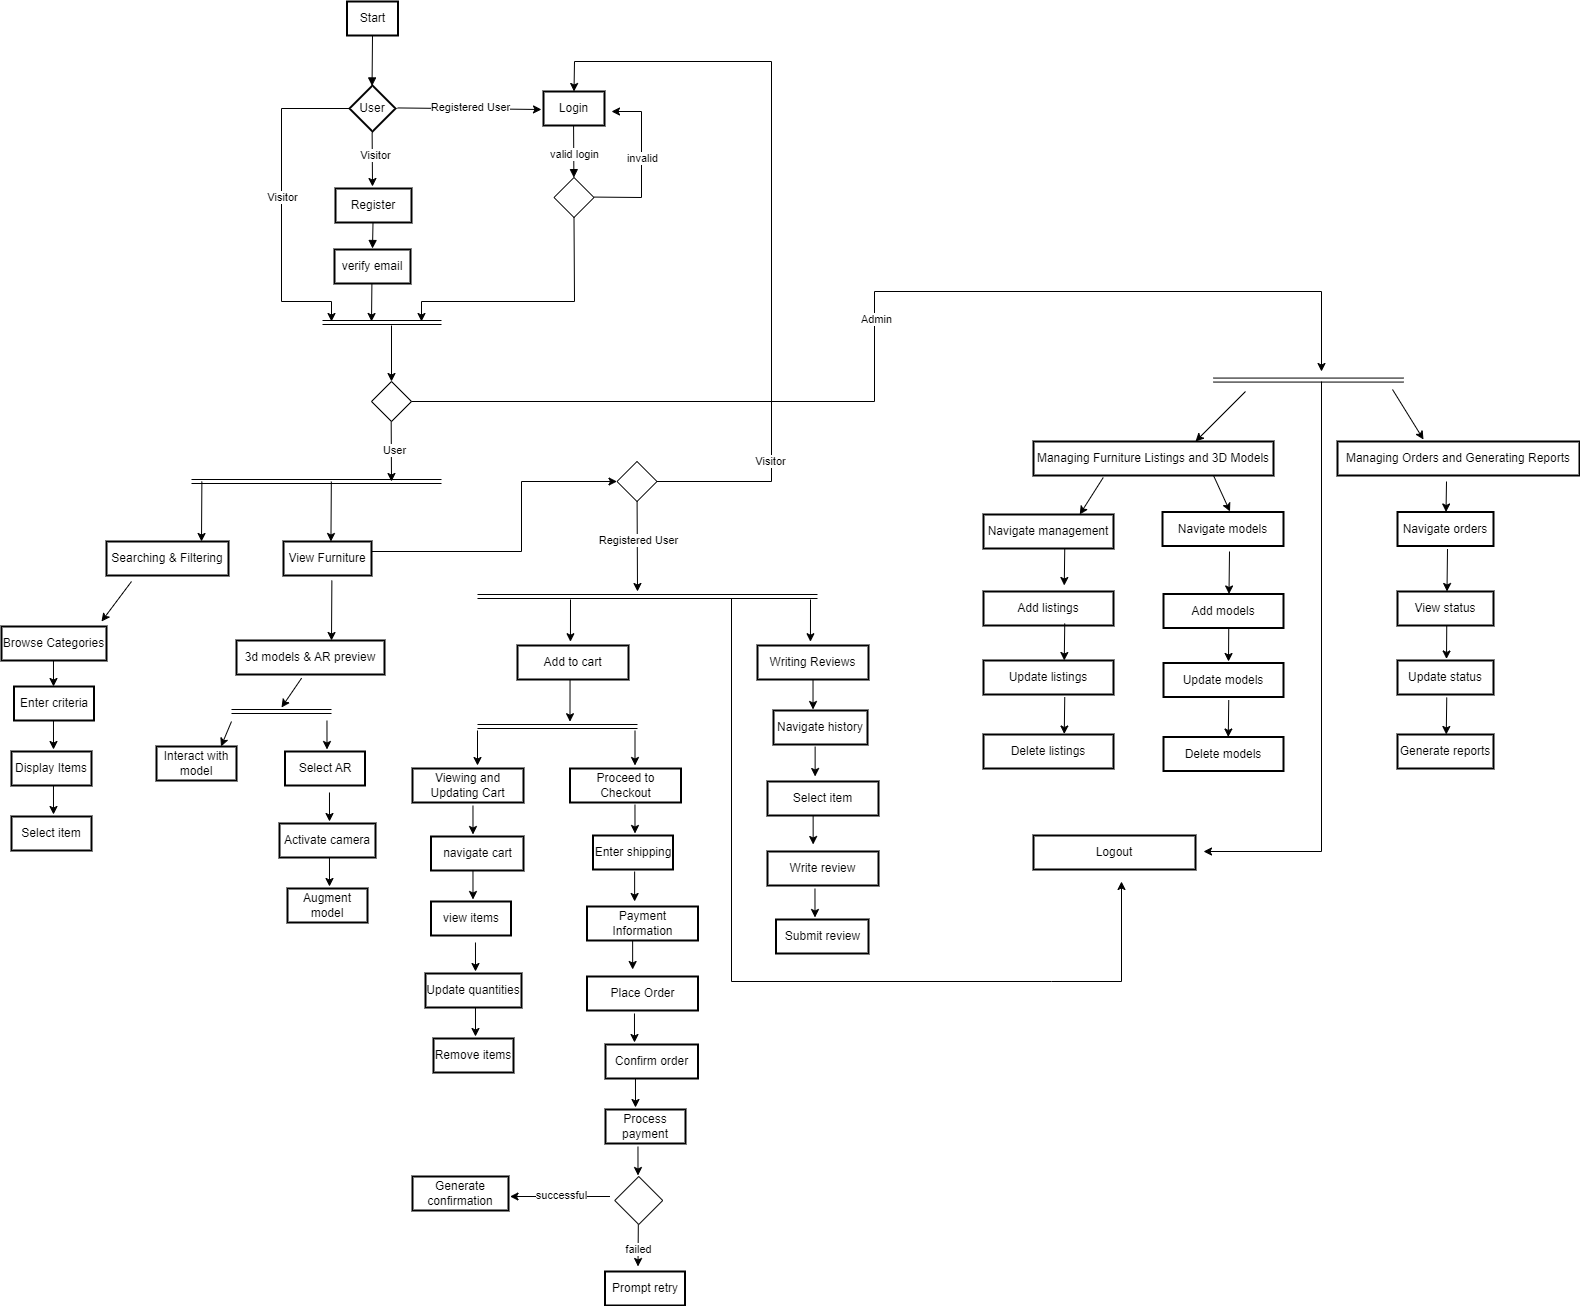 Start
User
Registered User
Login
Visitor
valid login
invalid
Visitor
Register
verify email
Admin
User
Visitor
Registered User
Searching & Filtering
View Furniture
Browse Categories
Enter criteria
Display Items
Select item
3d models & AR preview
Interact with
model
Select AR
Activate camera
Augment
model
Add to cart
Viewing and
Updating Cart
navigate cart
view items
Update quantities
Remove items
Proceed to
Checkout
Enter shipping
Payment
Information
Place Order
Confirm order
Process
payment
successful
Generate
confirmation
failed
Prompt retry
Writing Reviews
Navigate history
Select item
Write review
Submit review
Managing Furniture Listings and 3D Models
Navigate management
Add listings
Update listings
Delete listings
Navigate models
Add models
Update models
Delete models
Managing Orders and Generating Reports
Navigate orders
View status
Update status
Generate reports
Logout